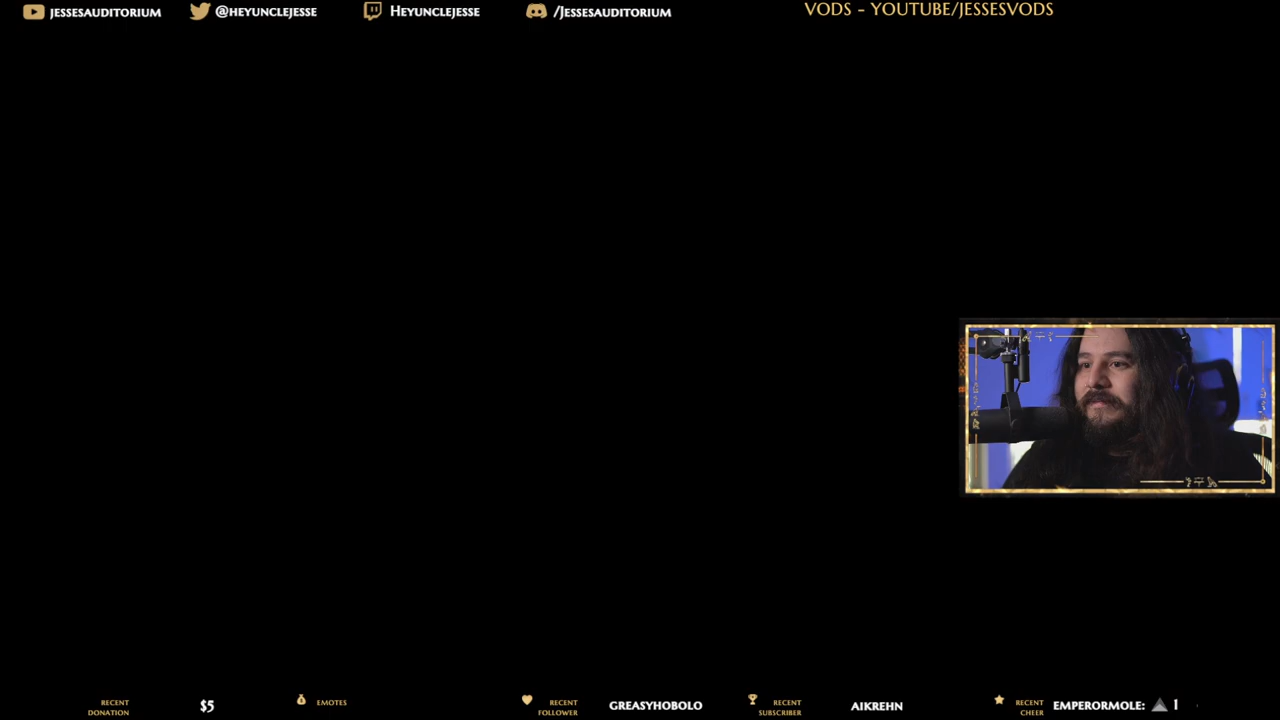 JESSESAUDITORIUM @HEYUNCLEJESSE HEYUNCLEJESSE /JESSESAUDITORIUM VODS - YOUTUBE/JESSESVODS
RECENT DONATION $5 EMOTES RECENT FOLLOWER GREASYHOBOLO RECENT SUBSCRIBER AIKREHN RECENT CHEER EMPERORMOLE: 1